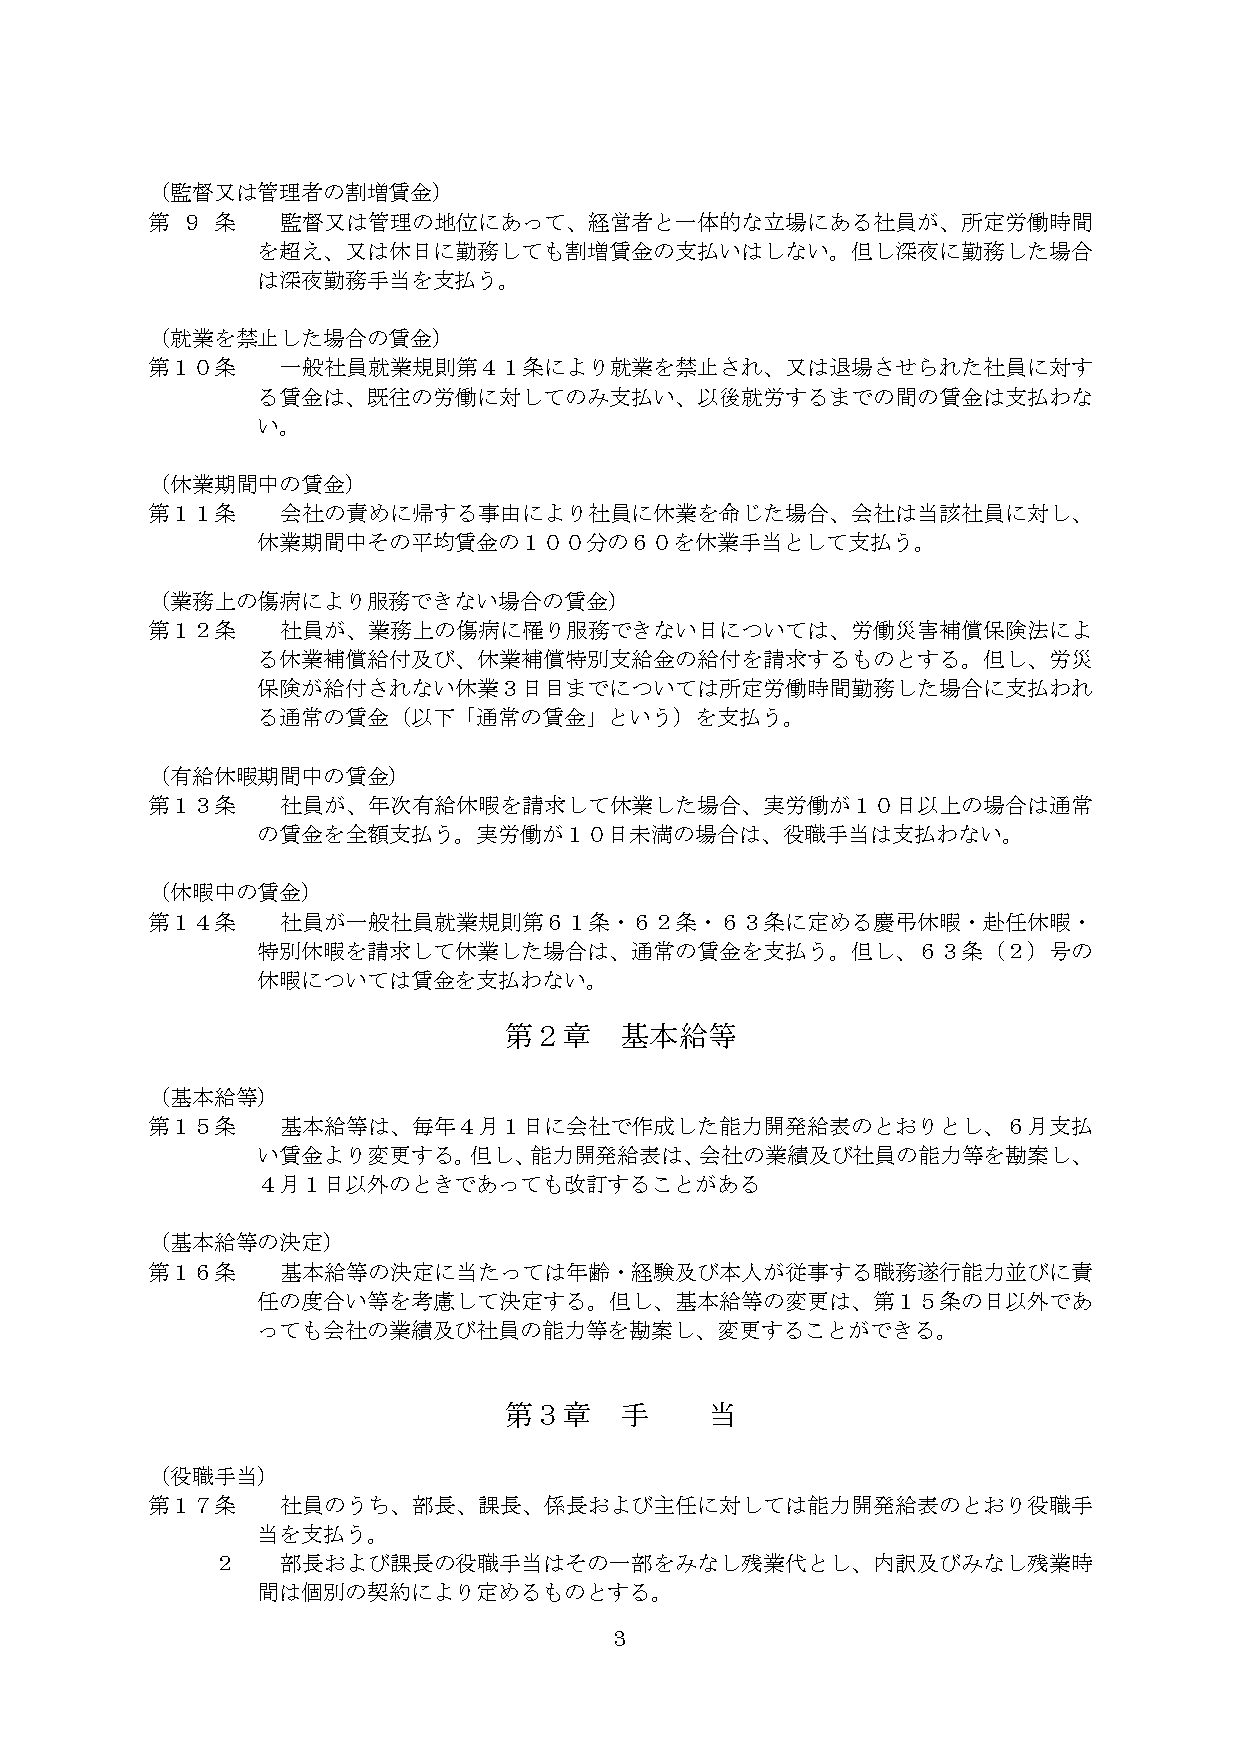 （監督又は管理者の割増賃金）
第　９　条　　監督又は管理の地位にあって、経営者と一体的な立場にある社員が、所定労働時間
を超え、又は休日に勤務しても割増賃金の支払いはしない。但し深夜に勤務した場合
は深夜勤務手当を支払う。
（就業を禁止した場合の賃金）
第１０条　　一般社員就業規則第４１条により就業を禁止され、又は退場させられた社員に対す
る賃金は、既往の労働に対してのみ支払い、以後就労するまでの間の賃金は支払わな
い。
（休業期間中の賃金）
第１１条　　会社の責めに帰する事由により社員に休業を命じた場合、会社は当該社員に対し、
休業期間中その平均賃金の１００分の６０を休業手当として支払う。
（業務上の傷病により服務できない場合の賃金）
第１２条　　社員が、業務上の傷病に罹り服務できない日については、労働災害補償保険法によ
る休業補償給付及び、休業補償特別支給金の給付を請求するものとする。但し、労災
保険が給付されない休業３日目までについては所定労働時間勤務した場合に支払われ
る通常の賃金（以下「通常の賃金」という）を支払う。
（有給休暇期間中の賃金）
第１３条　　社員が、年次有給休暇を請求して休業した場合、実労働が１０日以上の場合は通常
の賃金を全額支払う。実労働が１０日未満の場合は、役職手当は支払わない。
（休暇中の賃金）
第１４条　　社員が一般社員就業規則第６１条・６２条・６３条に定める慶弔休暇・赴任休暇・
特別休暇を請求して休業した場合は、通常の賃金を支払う。但し、６３条（２）号の
休暇については賃金を支払わない。
第２章　基本給等
（基本給等）
第１５条　　基本給等は、毎年４月１日に会社で作成した能力開発給表のとおりとし、６月支払
い賃金より変更する。但し、能力開発給表は、会社の業績及び社員の能力等を勘案し、
４月１日以外のときであっても改訂することがある
（基本給等の決定）
第１６条　　基本給等の決定に当たっては年齢・経験及び本人が従事する職務遂行能力並びに責
任の度合い等を考慮して決定する。但し、基本給等の変更は、第１５条の日以外であ
っても会社の業績及び社員の能力等を勘案し、変更することができる。
第３章　手　　当
（役職手当）
第１７条　　社員のうち、部長、課長、係長および主任に対しては能力開発給表のとおり役職手
当を支払う。
２　　部長および課長の役職手当はその一部をみなし残業代とし、内訳及びみなし残業時
間は個別の契約により定めるものとする。
3